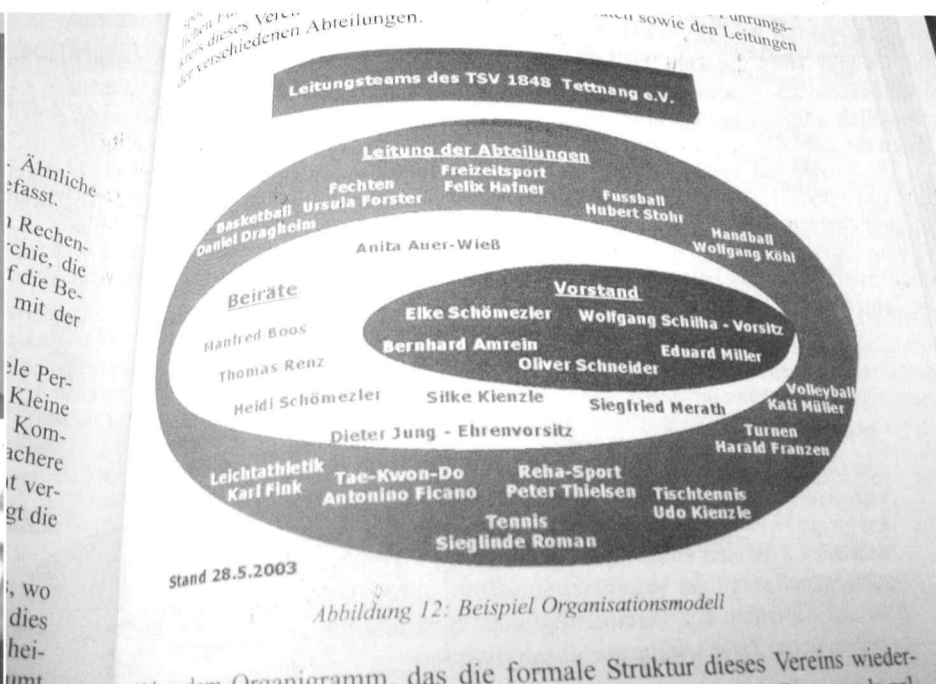 kreis dieses
sowie den Leitungen
der verschiedenen Abteilungen.
Leitungsteams des TSV 1848 Tettnang e.V.
Leitung der Abteilungen
Freizeitsport
Felix Hafner
Fechten
Ursula Forster
Basketball
Daniel Dragheim
Fussball
Hubert Stohr
Handball
Wolfgang Köhl
Anita Auer-Wieß
Beiräte
Manfred Boos
Thomas Renz
Heidi Schömezler
Silke Kienzle
Siegfried Merath
Dieter Jung - Ehrenvorsitz
Vorstand
Elke Schömezler
Wolfgang Schilha - Vorsitz
Bernhard Amrein
Eduard Miller
Oliver Schneider
Volleyball
Kati Müller
Turnen
Harald Franzen
Leichtathletik
Karl Fink
Tae-Kwon-Do
Antonino Ficano
Reha-Sport
Peter Thielsen
Tischtennis
Udo Kienzle
Tennis
Sieglinde Roman
Stand 28.5.2003
Abbildung 12: Beispiel Organisationsmodell
dem Organigramm, das die formale Struktur dieses Vereins wieder-
. Ähnliche
efasst.
n Rechen-
rchie, die
f die Be-
mit der
ele Per-
Kleine
Kom-
achere
nt ver-
gt die
, wo
dies
hei-